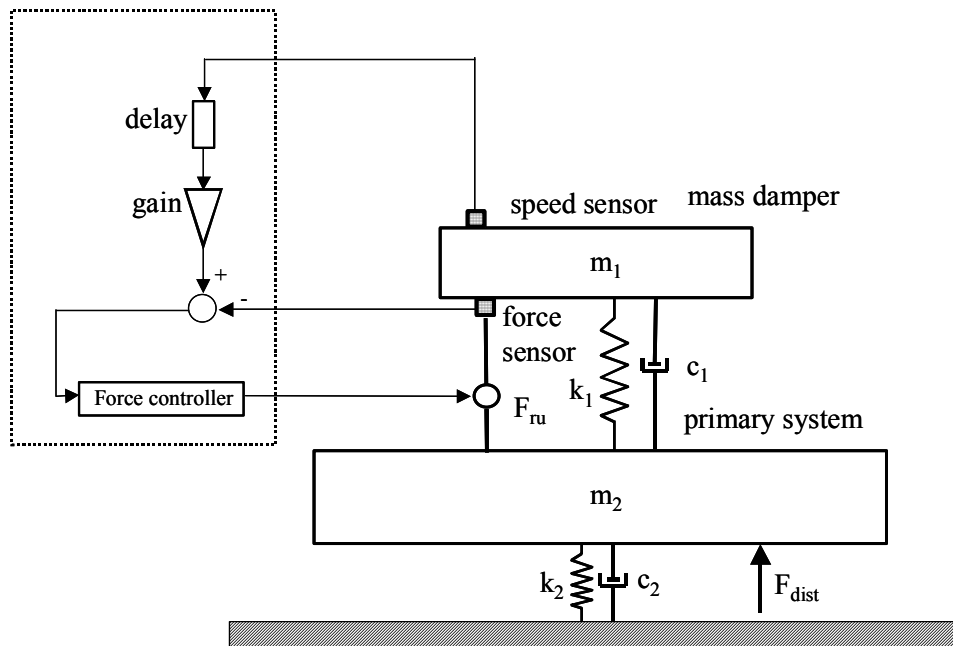 delay
gain
+
-
Force controller
speed sensor
mass damper
m1
force
sensor
k1
c1
Fru
primary system
m2
k2
c2
Fdist